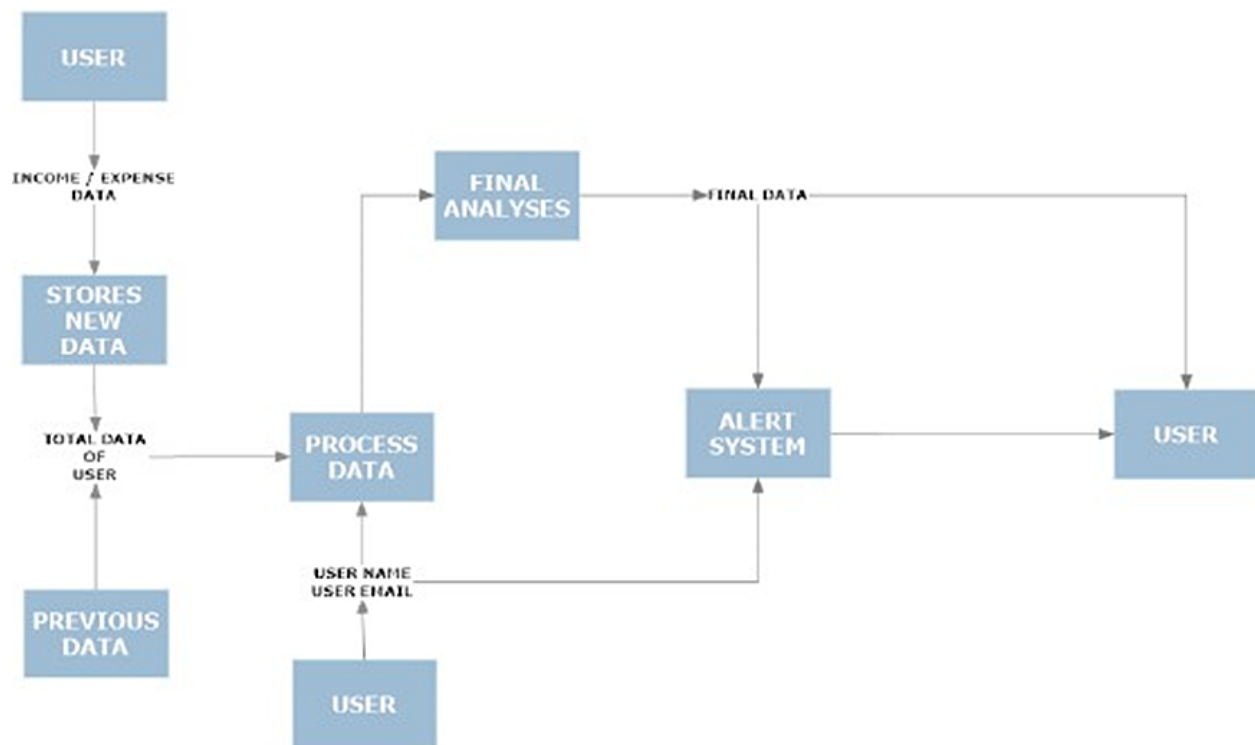 USER
INCOME / EXPENSE
DATA
STORES
NEW
DATA
TOTAL DATA
OF
USER
PREVIOUS
DATA
PROCESS
DATA
USER NAME
USER EMAIL
USER
FINAL
ANALYSES
FINAL DATA
ALERT
SYSTEM
USER